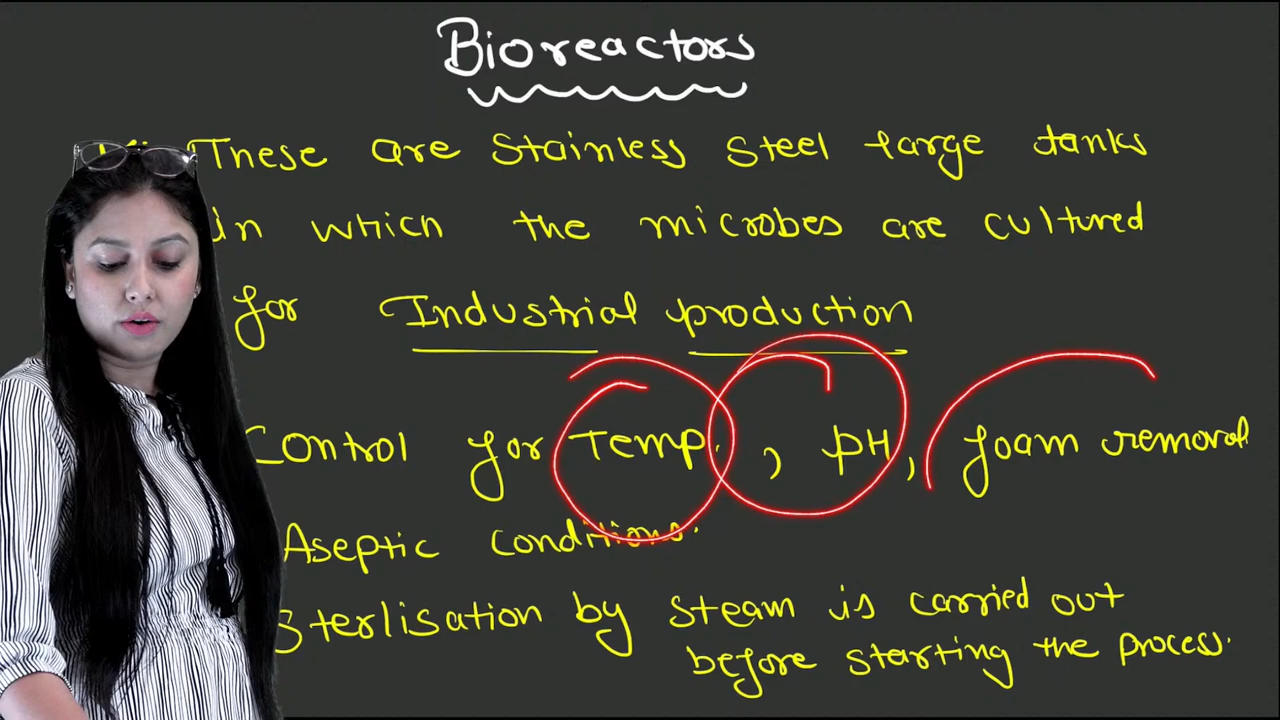 Bioreactors
These are stainless steel large tanks
in which the microbes are cultured
for Industrial production
Control for Temp. , pH, foam removal
Aseptic conditions.
Sterlisation by steam is carried out
before starting the process.